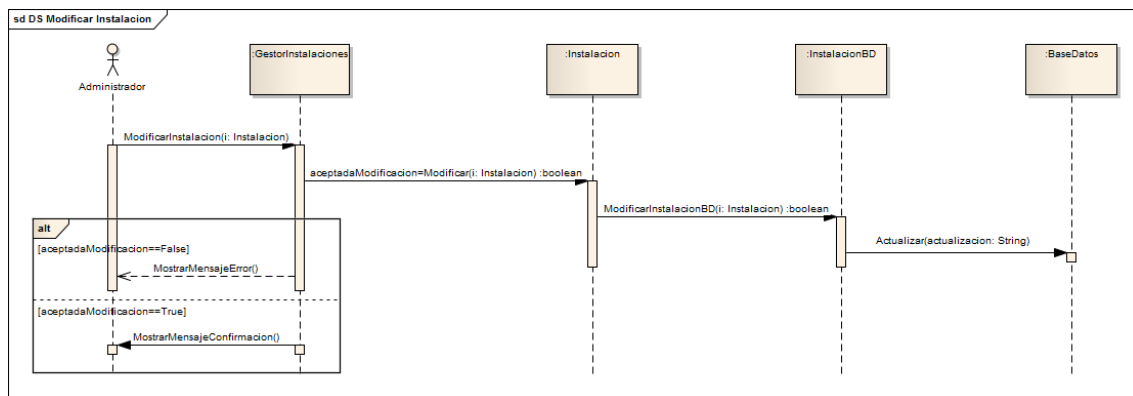 sd DS Modificar Instalacion
Administrador
:GestorInstalaciones
:Instalacion
:InstalacionBD
:BaseDatos
ModificarInstalacion(i: Instalacion)
aceptadaModificacion=Modificar(i: Instalacion) :boolean
ModificarInstalacionBD(i: Instalacion) :boolean
Actualizar(actualizacion: String)
alt
[aceptadaModificacion==False]
MostrarMensajeError()
[aceptadaModificacion==True]
MostrarMensajeConfirmacion()